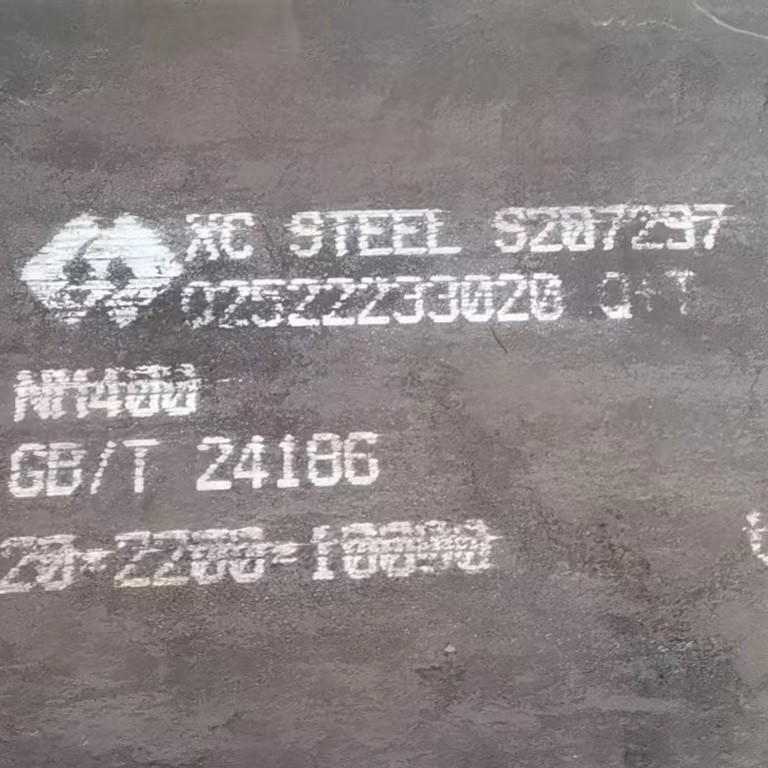 XC STEEL S207297
02522233020 Q+T
NM400
GB/T 24186
20-2200-10000